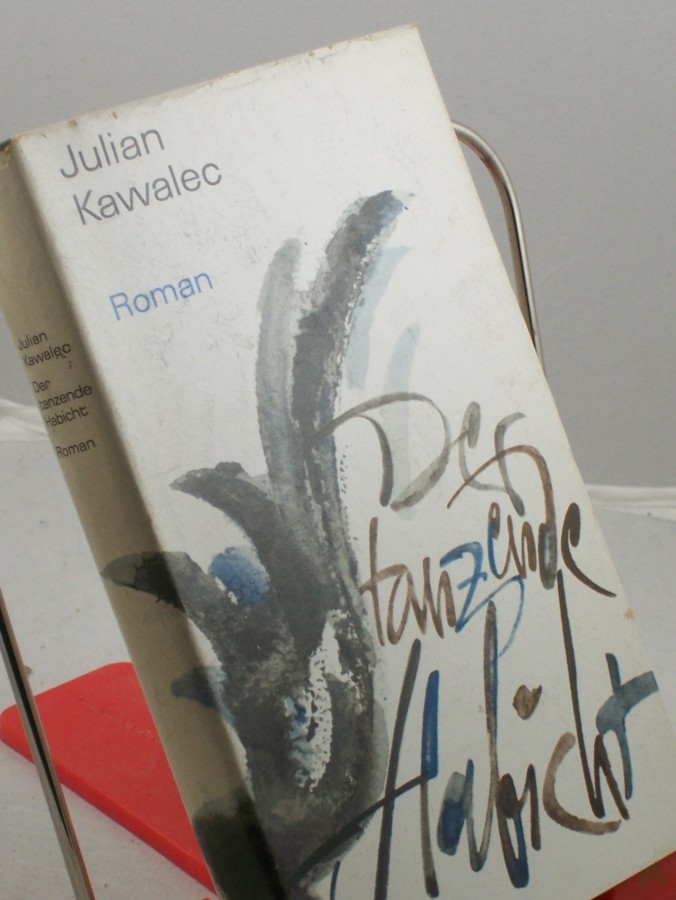 Julian
Kawalec
Roman
Der
tanzende
Habicht
Julian
Kawalec
Der
tanzende
Habicht
Roman